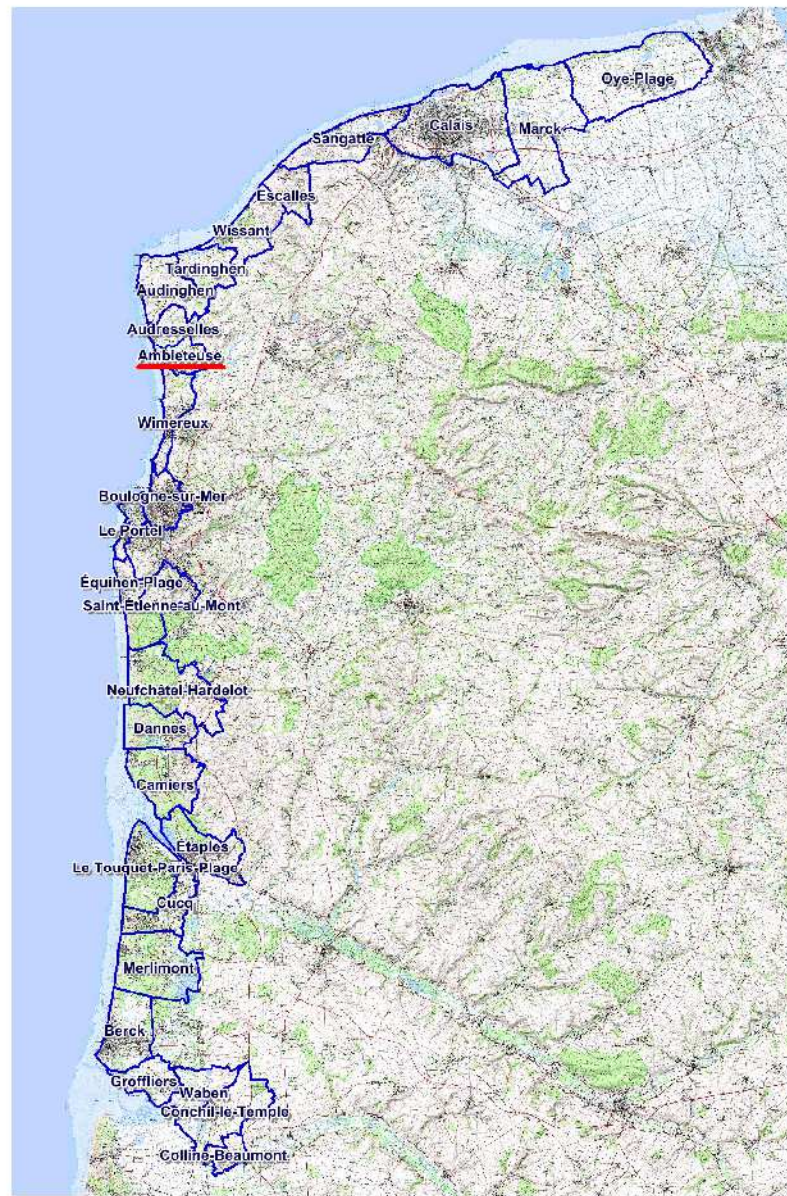 Oye-Plage
Calais
Marck
Sangatte
Escalles
Wissant
Tardinghen
Audinghen
Audresselles
Ambleteuse
Wimereux
Boulogne-sur-Mer
Le Portel
Équihen-Plage
Saint-Étienne-au-Mont
Neufchâtel-Hardelot
Dannes
Camiers
Étaples
Le Touquet-Paris-Plage
Cucq
Merlimont
Berck
Groffliers
Waben
Conchil-le-Temple
Colline-Beaumont